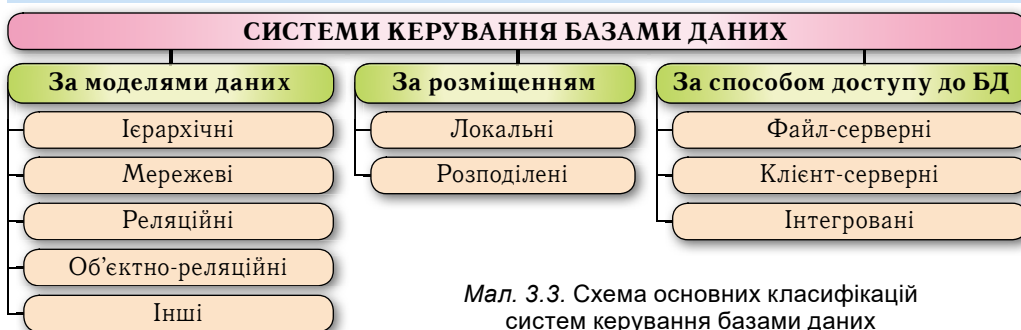 СИСТЕМИ КЕРУВАННЯ БАЗАМИ ДАНИХ
За моделями даних
Ієрархічні
Мережеві
Реляційні
Об’єктно-реляційні
Інші
За розміщенням
Локальні
Розподілені
За способом доступу до БД
Файл-серверні
Клієнт-серверні
Інтегровані
Мал. 3.3. Схема основних класифікацій
систем керування базами даних